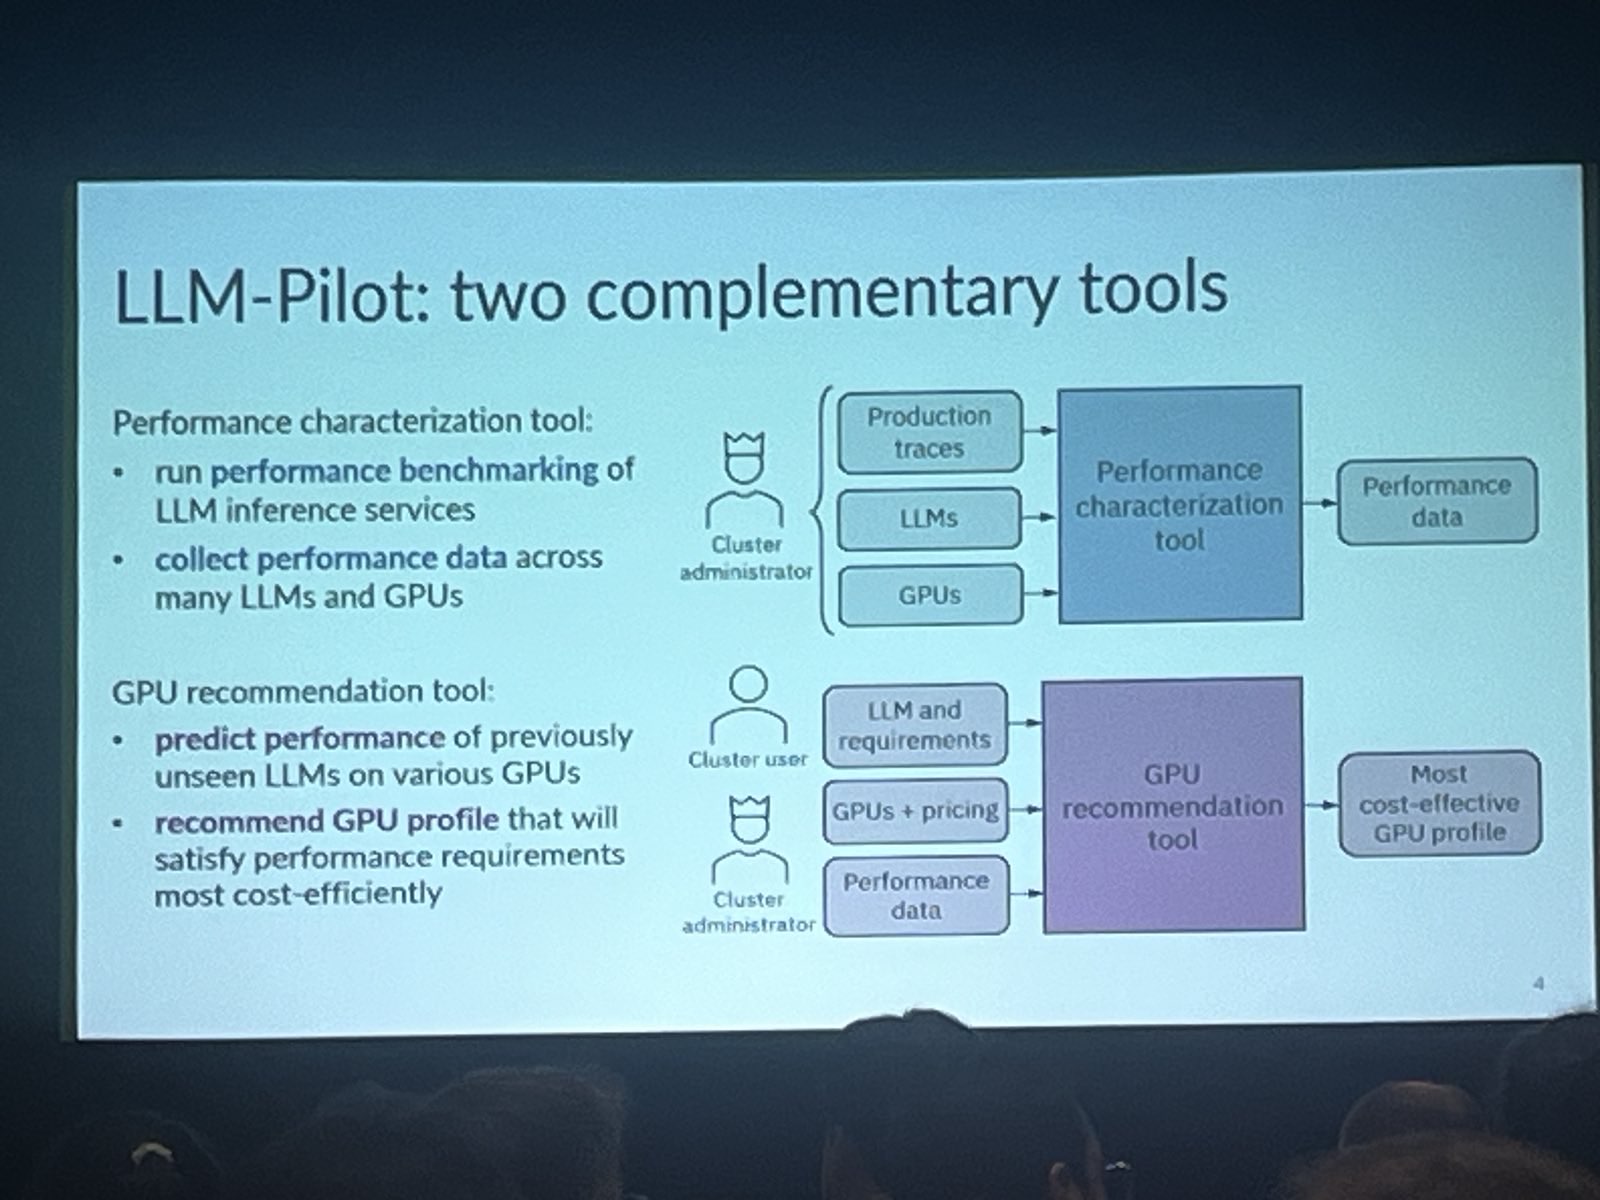 LLM-Pilot: two complementary tools
Performance characterization tool:
• run performance benchmarking of
LLM inference services
• collect performance data across
many LLMs and GPUs
Cluster
administrator
Production
traces
LLMs
GPUs
Performance
characterization
tool
Performance
data
GPU recommendation tool:
• predict performance of previously
unseen LLMs on various GPUs
• recommend GPU profile that will
satisfy performance requirements
most cost-efficiently
Cluster user
Cluster
administrator
LLM and
requirements
GPUs + pricing
Performance
data
GPU
recommendation
tool
Most
cost-effective
GPU profile
4